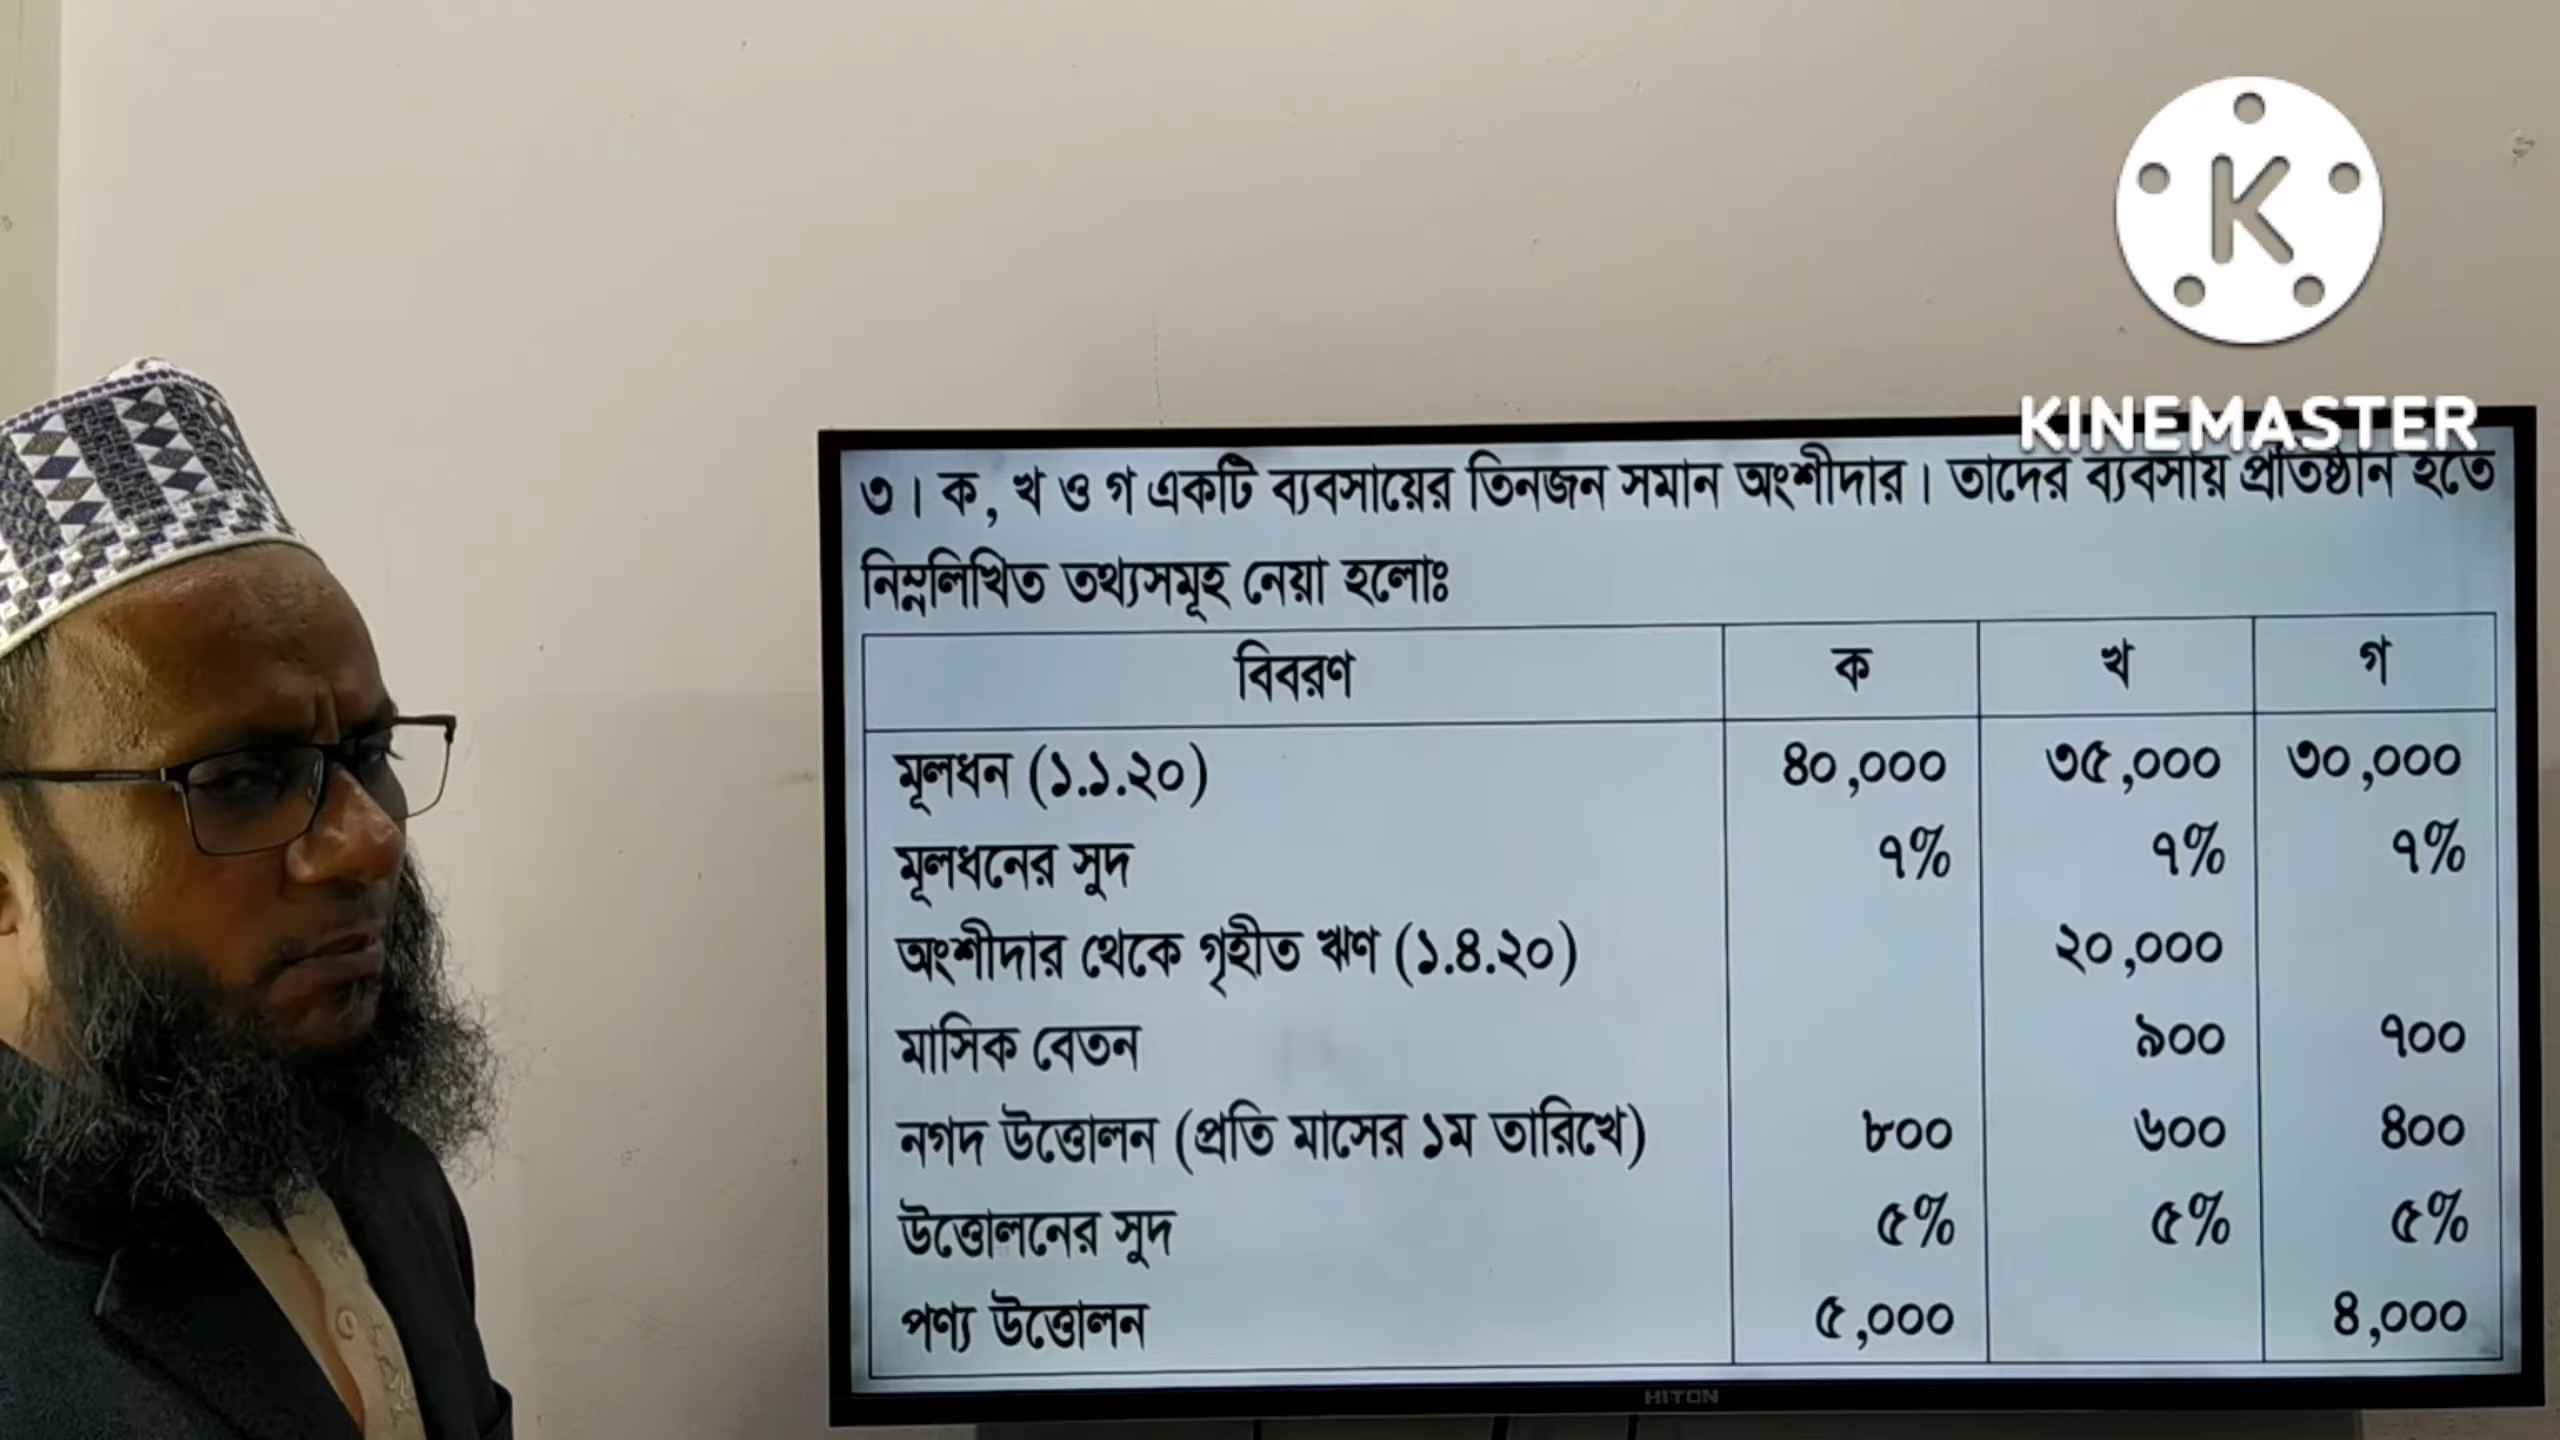 K
KINEMASTER
৩। ক, খ ও গ একটি ব্যবসায়ের তিনজন সমান অংশীদার। তাদের ব্যবসায় প্রতিষ্ঠান হতে
নিম্নলিখিত তথ্যসমূহ নেয়া হলোঃ
বিবরণ ক খ গ
মূলধন (১.১.২০) ৪০,০০০ ৩৫,০০০ ৩০,০০০
মূলধনের সুদ ৭% ৭% ৭%
অংশীদার থেকে গৃহীত ঋণ (১.৪.২০) ২০,০০০
মাসিক বেতন ৯০০ ৭০০
নগদ উত্তোলন (প্রতি মাসের ১ম তারিখে) ৮০০ ৬০০ ৪০০
উত্তোলনের সুদ ৫% ৫% ৫%
পণ্য উত্তোলন ৫,০০০ ৪,০০০
HITON